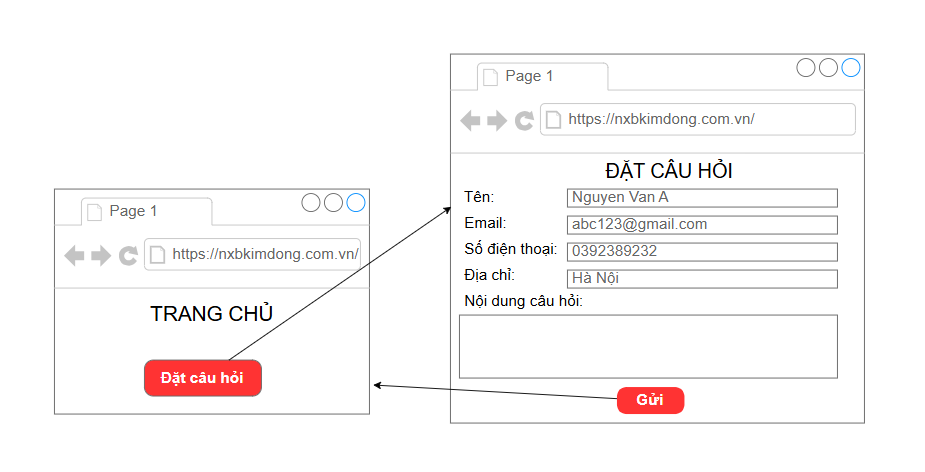 Page 1
https://nxbkimdong.com.vn/
TRANG CHỦ
Đặt câu hỏi
Page 1
https://nxbkimdong.com.vn/
ĐẶT CÂU HỎI
Tên: Nguyen Van A
Email: abc123@gmail.com
Số điện thoại: 0392389232
Địa chỉ: Hà Nội
Nội dung câu hỏi:
Gửi